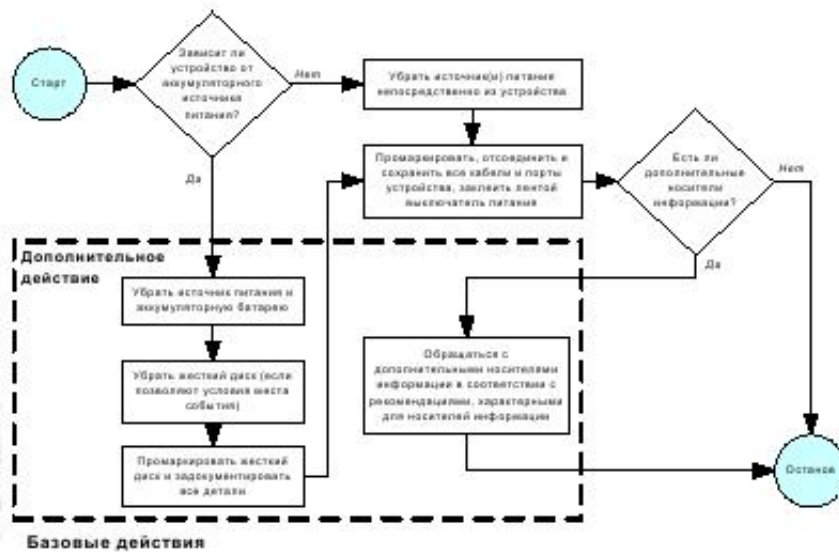 Старт
Зависит ли
устройство от
аккумуляторного
источника
питания?
Нет
Да
Убрать источник(и) питания
непосредственно из устройства
Промаркировать, отсоединить и
сохранить все кабели и порты
устройства, заклеить лентой
выключатель питания
Есть ли
дополнительные
носители
информации?
Нет
Да
Дополнительное
действие
Убрать источник питания и
аккумуляторную батарею
Убрать жесткий диск (если
позволяют условия места
события)
Промаркировать жесткий
диск и задокументировать
все детали
Обращаться с
дополнительными носителями
информации в соответствии с
рекомендациями, характерными
для носителей информации
Останов
Базовые действия